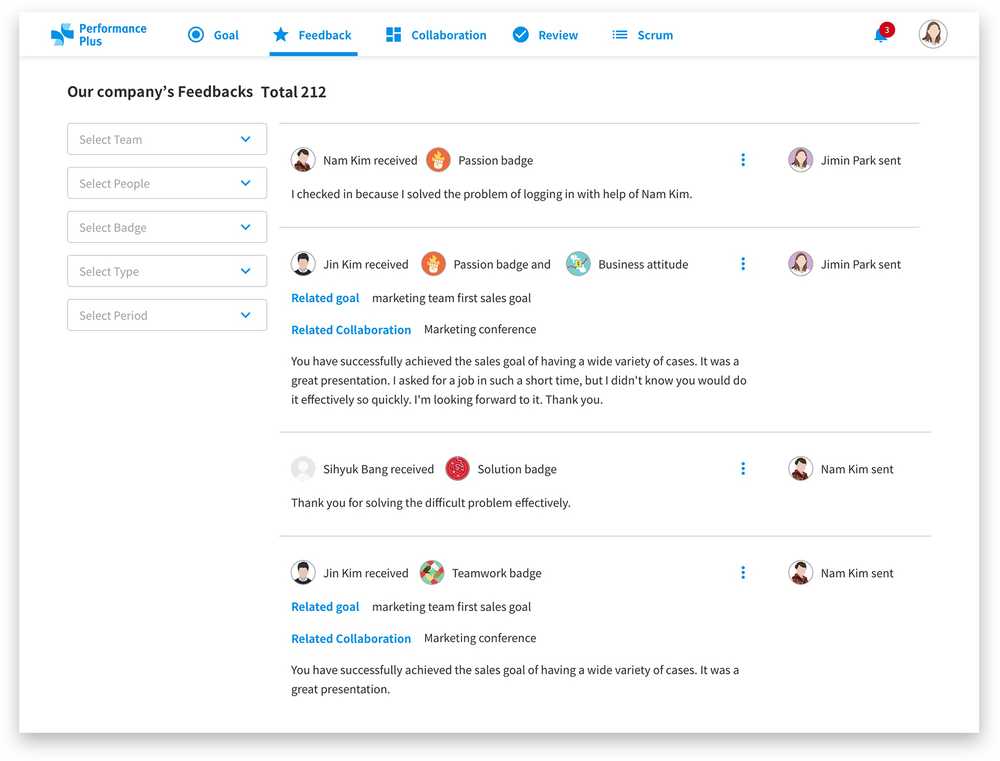 Performance
Plus
Goal
Feedback
Collaboration
Review
Scrum
3
Our company's Feedbacks Total 212
Select Team
Select People
Select Badge
Select Type
Select Period
Nam Kim received Passion badge
Jimin Park sent
I checked in because I solved the problem of logging in with help of Nam Kim.
Jin Kim received Passion badge and Business attitude
Jimin Park sent
Related goal marketing team first sales goal
Related Collaboration Marketing conference
You have successfully achieved the sales goal of having a wide variety of cases. It was a
great presentation. I asked for a job in such a short time, but I didn't know you would do
it effectively so quickly. I'm looking forward to it. Thank you.
Sihyuk Bang received Solution badge
Nam Kim sent
Thank you for solving the difficult problem effectively.
Jin Kim received Teamwork badge
Nam Kim sent
Related goal marketing team first sales goal
Related Collaboration Marketing conference
You have successfully achieved the sales goal of having a wide variety of cases. It was a
great presentation.